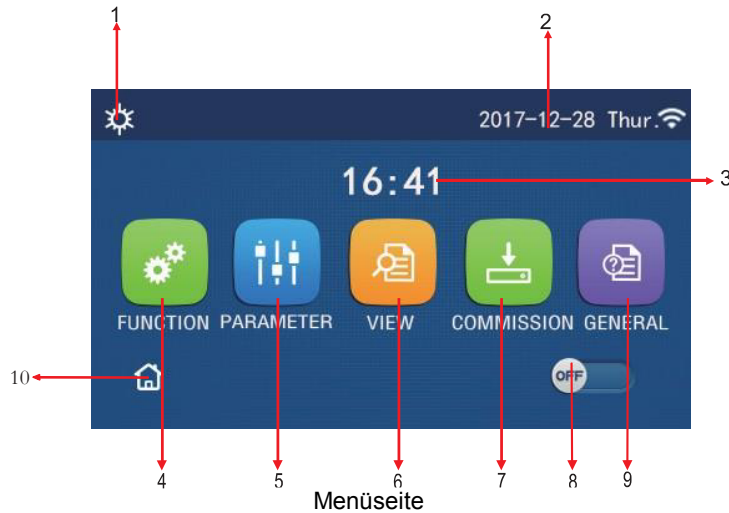 1 2
2017-12-28 Thur.
16:41 3
FUNCTION PARAMETER VIEW COMMISSION GENERAL
10 OFF
4 5 6 7 8 9
Menüseite